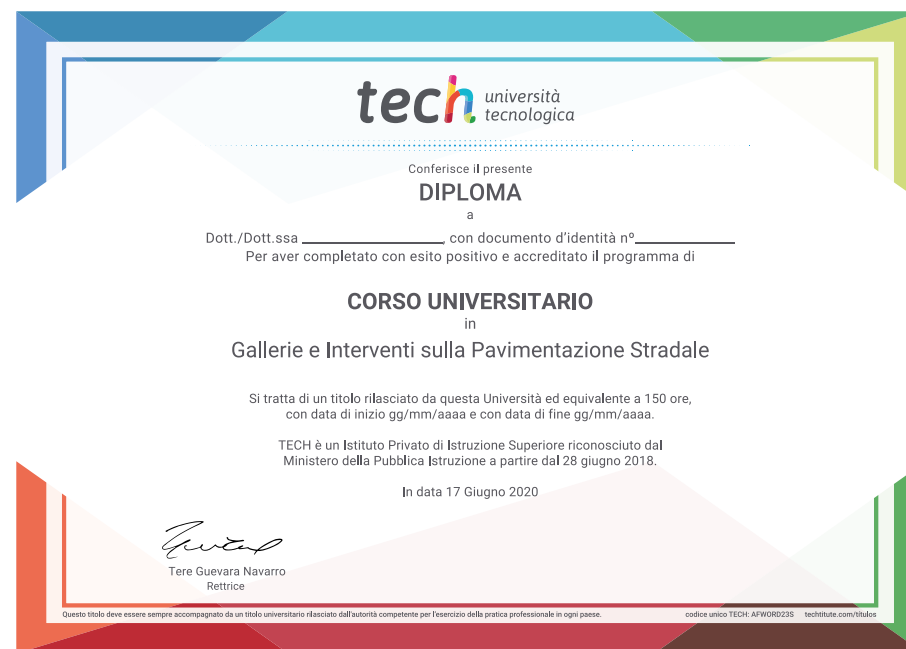 tech università
tecnologica
Conferisce il presente
DIPLOMA
a
Dott./Dott.ssa ____________________, con documento d'identità nº______________
Per aver completato con esito positivo e accreditato il programma di
CORSO UNIVERSITARIO
in
Gallerie e Interventi sulla Pavimentazione Stradale
Si tratta di un titolo rilasciato da questa Università ed equivalente a 150 ore,
con data di inizio gg/mm/aaaa e con data di fine gg/mm/aaaa.
TECH è un Istituto Privato di Istruzione Superiore riconosciuto dal
Ministero della Pubblica Istruzione a partire dal 28 giugno 2018.
In data 17 Giugno 2020
Tere Guevara Navarro
Rettrice
Questo titolo deve essere sempre accompagnato da un titolo universitario rilasciato dall'autorità competente per l'esercizio della pratica professionale in ogni paese. codice unico TECH: AFWORD23S techtitute.com/titulos